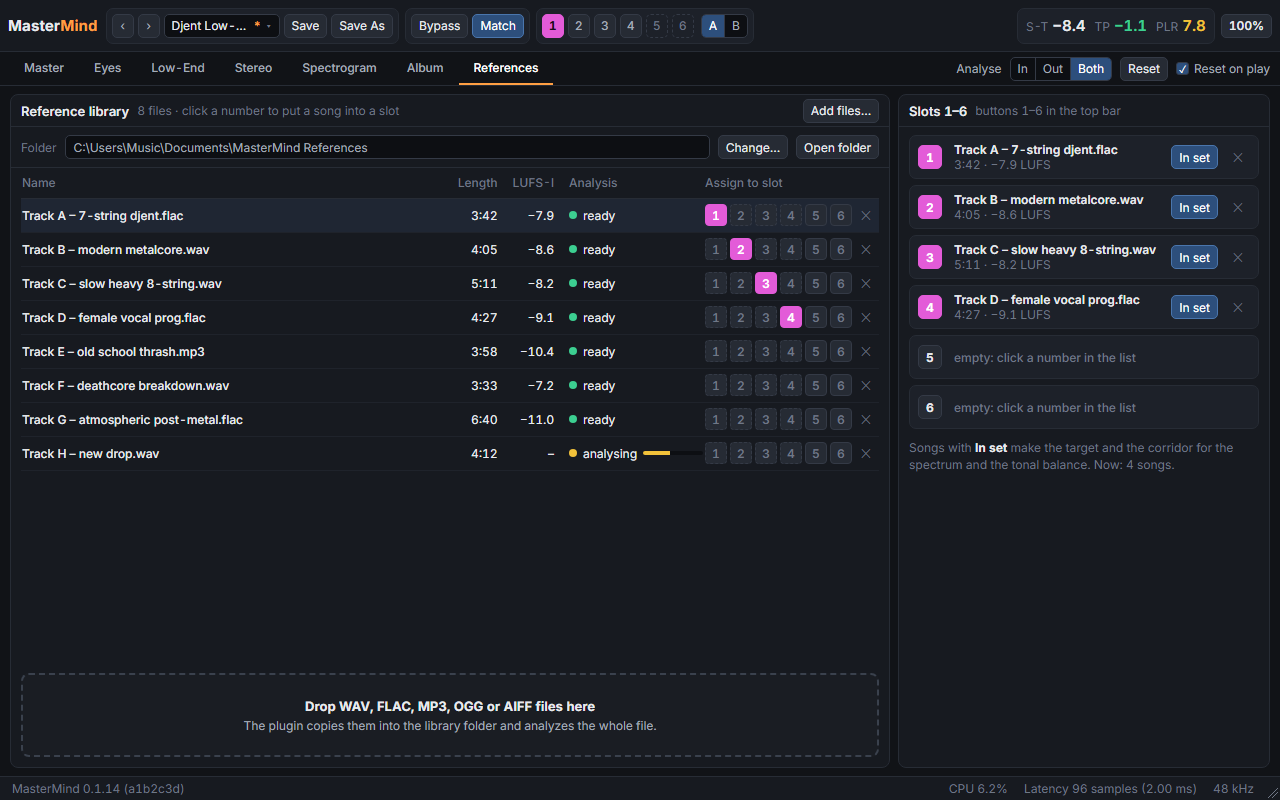 MasterMind ‹ › Djent Low-... * Save Save As Bypass Match 1 2 3 4 5 6 A B S-T −8.4 TP −1.1 PLR 7.8 100%
Master Eyes Low-End Stereo Spectrogram Album References Analyse In Out Both Reset Reset on play
Reference library 8 files · click a number to put a song into a slot Add files...
Folder C:\Users\Music\Documents\MasterMind References Change... Open folder
Name Length LUFS-I Analysis Assign to slot
Track A – 7-string djent.flac 3:42 −7.9 ready 1 2 3 4 5 6 ×
Track B – modern metalcore.wav 4:05 −8.6 ready 1 2 3 4 5 6 ×
Track C – slow heavy 8-string.wav 5:11 −8.2 ready 1 2 3 4 5 6 ×
Track D – female vocal prog.flac 4:27 −9.1 ready 1 2 3 4 5 6 ×
Track E – old school thrash.mp3 3:58 −10.4 ready 1 2 3 4 5 6 ×
Track F – deathcore breakdown.wav 3:33 −7.2 ready 1 2 3 4 5 6 ×
Track G – atmospheric post-metal.flac 6:40 −11.0 ready 1 2 3 4 5 6 ×
Track H – new drop.wav 4:12 – analysing 1 2 3 4 5 6 ×
Drop WAV, FLAC, MP3, OGG or AIFF files here
The plugin copies them into the library folder and analyzes the whole file.
Slots 1–6 buttons 1–6 in the top bar
1 Track A – 7-string djent.flac In set ×
3:42 · −7.9 LUFS
2 Track B – modern metalcore.wav In set ×
4:05 · −8.6 LUFS
3 Track C – slow heavy 8-string.wav In set ×
5:11 · −8.2 LUFS
4 Track D – female vocal prog.flac In set ×
4:27 · −9.1 LUFS
5 empty: click a number in the list
6 empty: click a number in the list
Songs with In set make the target and the corridor for the
spectrum and the tonal balance. Now: 4 songs.
MasterMind 0.1.14 (a1b2c3d) CPU 6.2% Latency 96 samples (2.00 ms) 48 kHz